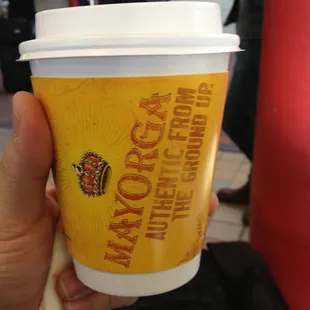 MAYORGA
AUTHENTIC FROM
THE GROUND UP